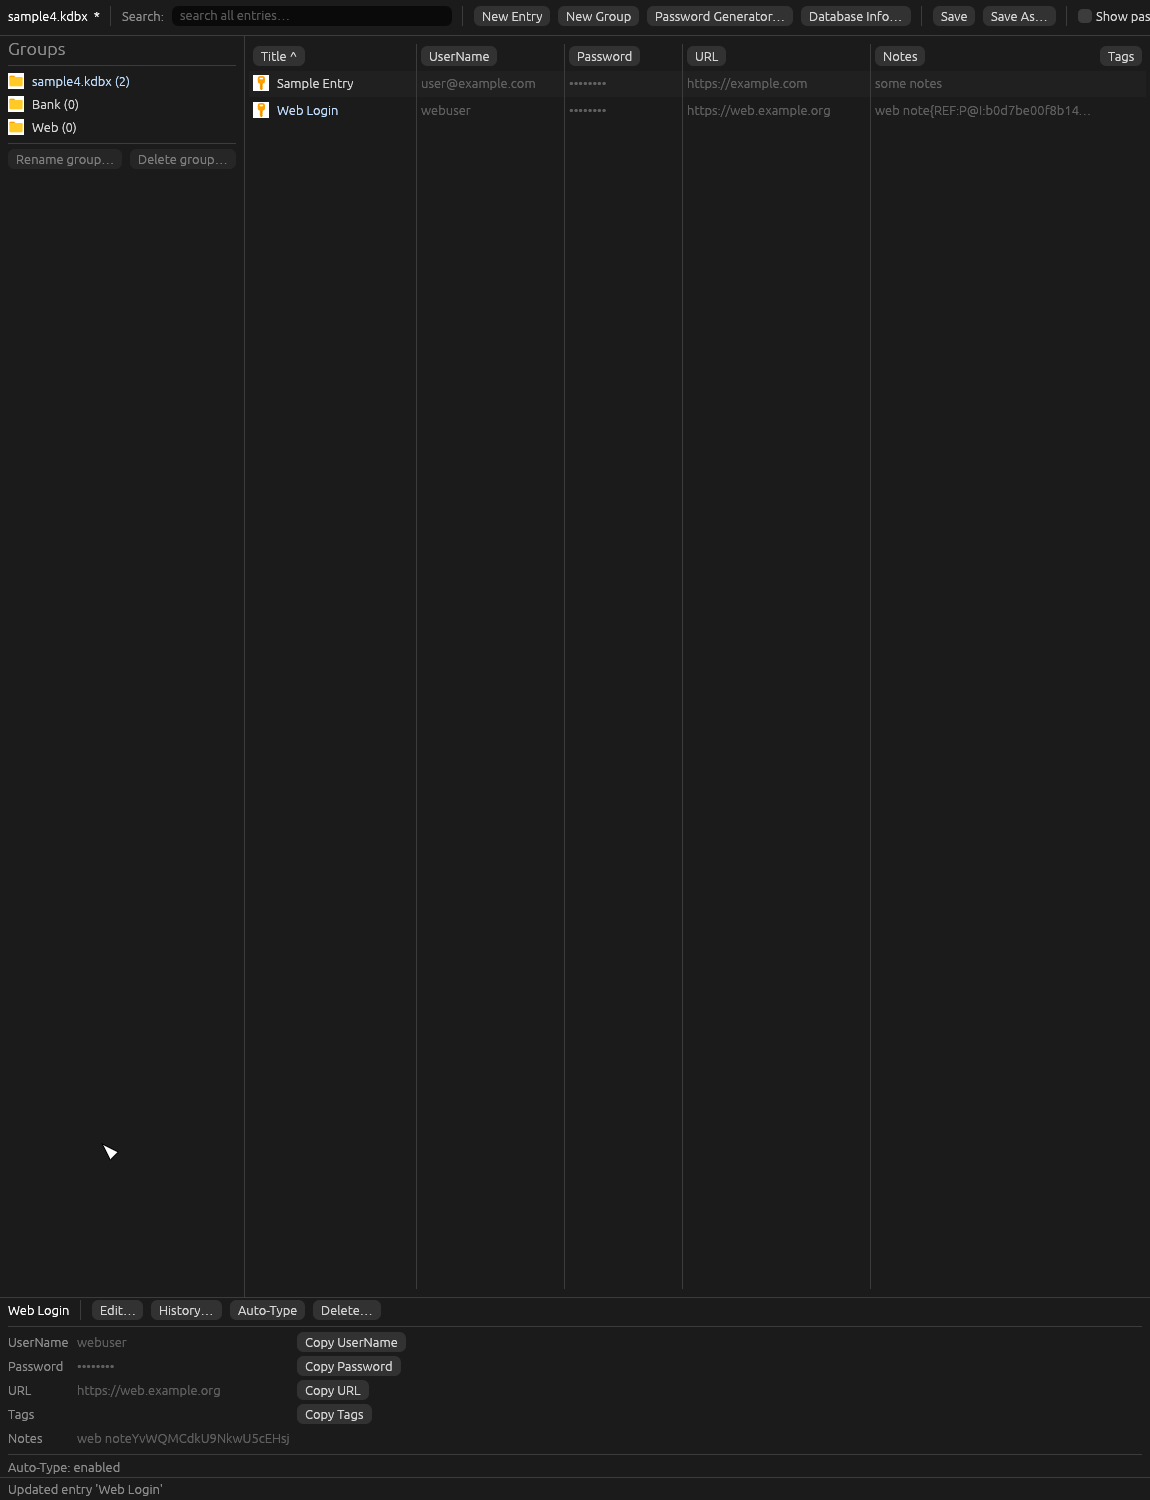 sample4.kdbx * Search: search all entries… New Entry New Group Password Generator… Database Info… Save Save As… Show pas
Groups
sample4.kdbx (2)
Bank (0)
Web (0)
Rename group… Delete group…
Title ^ UserName Password URL Notes Tags
Sample Entry user@example.com •••••••• https://example.com some notes
Web Login webuser •••••••• https://web.example.org web note{REF:P@I:b0d7be00f8b14…
Web Login Edit… History… Auto-Type Delete…
UserName webuser Copy UserName
Password •••••••• Copy Password
URL https://web.example.org Copy URL
Tags Copy Tags
Notes web noteYvWQMCdkU9NkwU5cEHsj
Auto-Type: enabled
Updated entry 'Web Login'